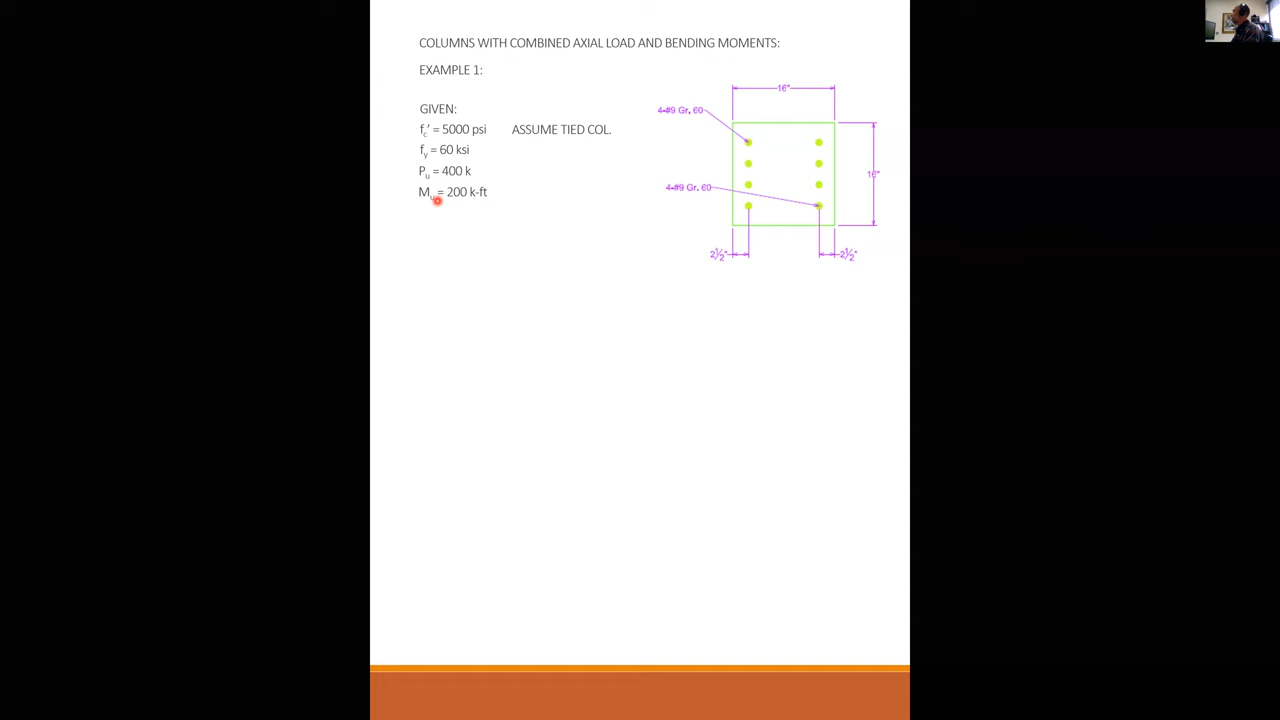 COLUMNS WITH COMBINED AXIAL LOAD AND BENDING MOMENTS:
EXAMPLE 1:
GIVEN:
fc' = 5000 psi ASSUME TIED COL.
fy = 60 ksi
Pu = 400 k
Mu = 200 k-ft
16"
4-#9 Gr. 60
16"
4-#9 Gr. 60
2½" 2½"